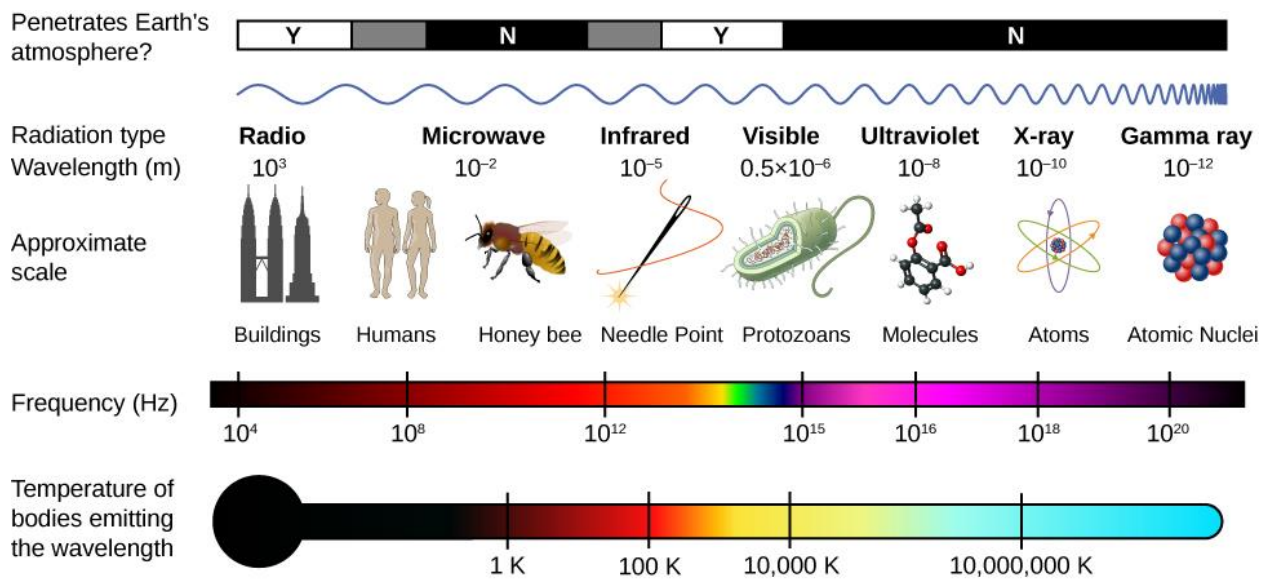 Penetrates Earth's
atmosphere?
Y N Y N
Radiation type
Radio Microwave Infrared Visible Ultraviolet X-ray Gamma ray
Wavelength (m)
10³ 10⁻² 10⁻⁵ 0.5×10⁻⁶ 10⁻⁸ 10⁻¹⁰ 10⁻¹²
Approximate
scale
Buildings Humans Honey bee Needle Point Protozoans Molecules Atoms Atomic Nuclei
Frequency (Hz)
10⁴ 10⁸ 10¹² 10¹⁵ 10¹⁶ 10¹⁸ 10²⁰
Temperature of
bodies emitting
the wavelength
1 K 100 K 10,000 K 10,000,000 K